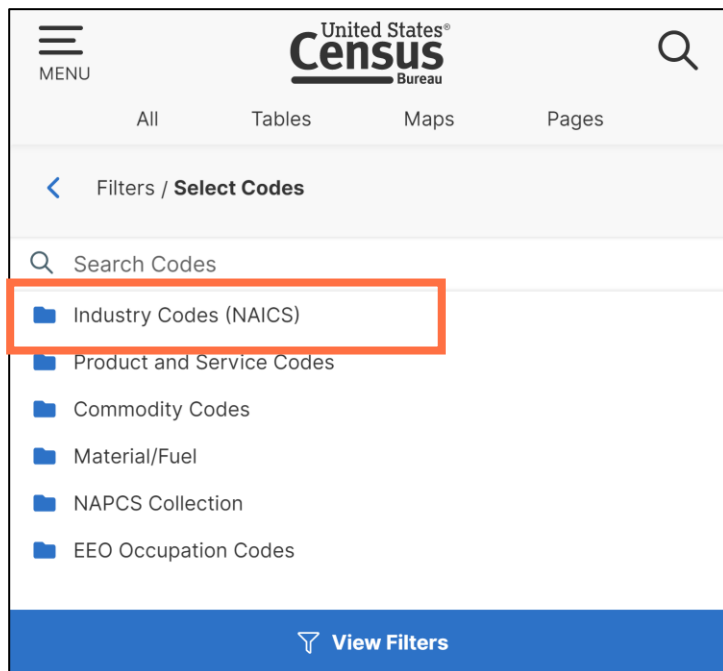 MENU
United States®
Census
Bureau
All Tables Maps Pages
Filters / Select Codes
Search Codes
Industry Codes (NAICS)
Product and Service Codes
Commodity Codes
Material/Fuel
NAPCS Collection
EEO Occupation Codes
View Filters